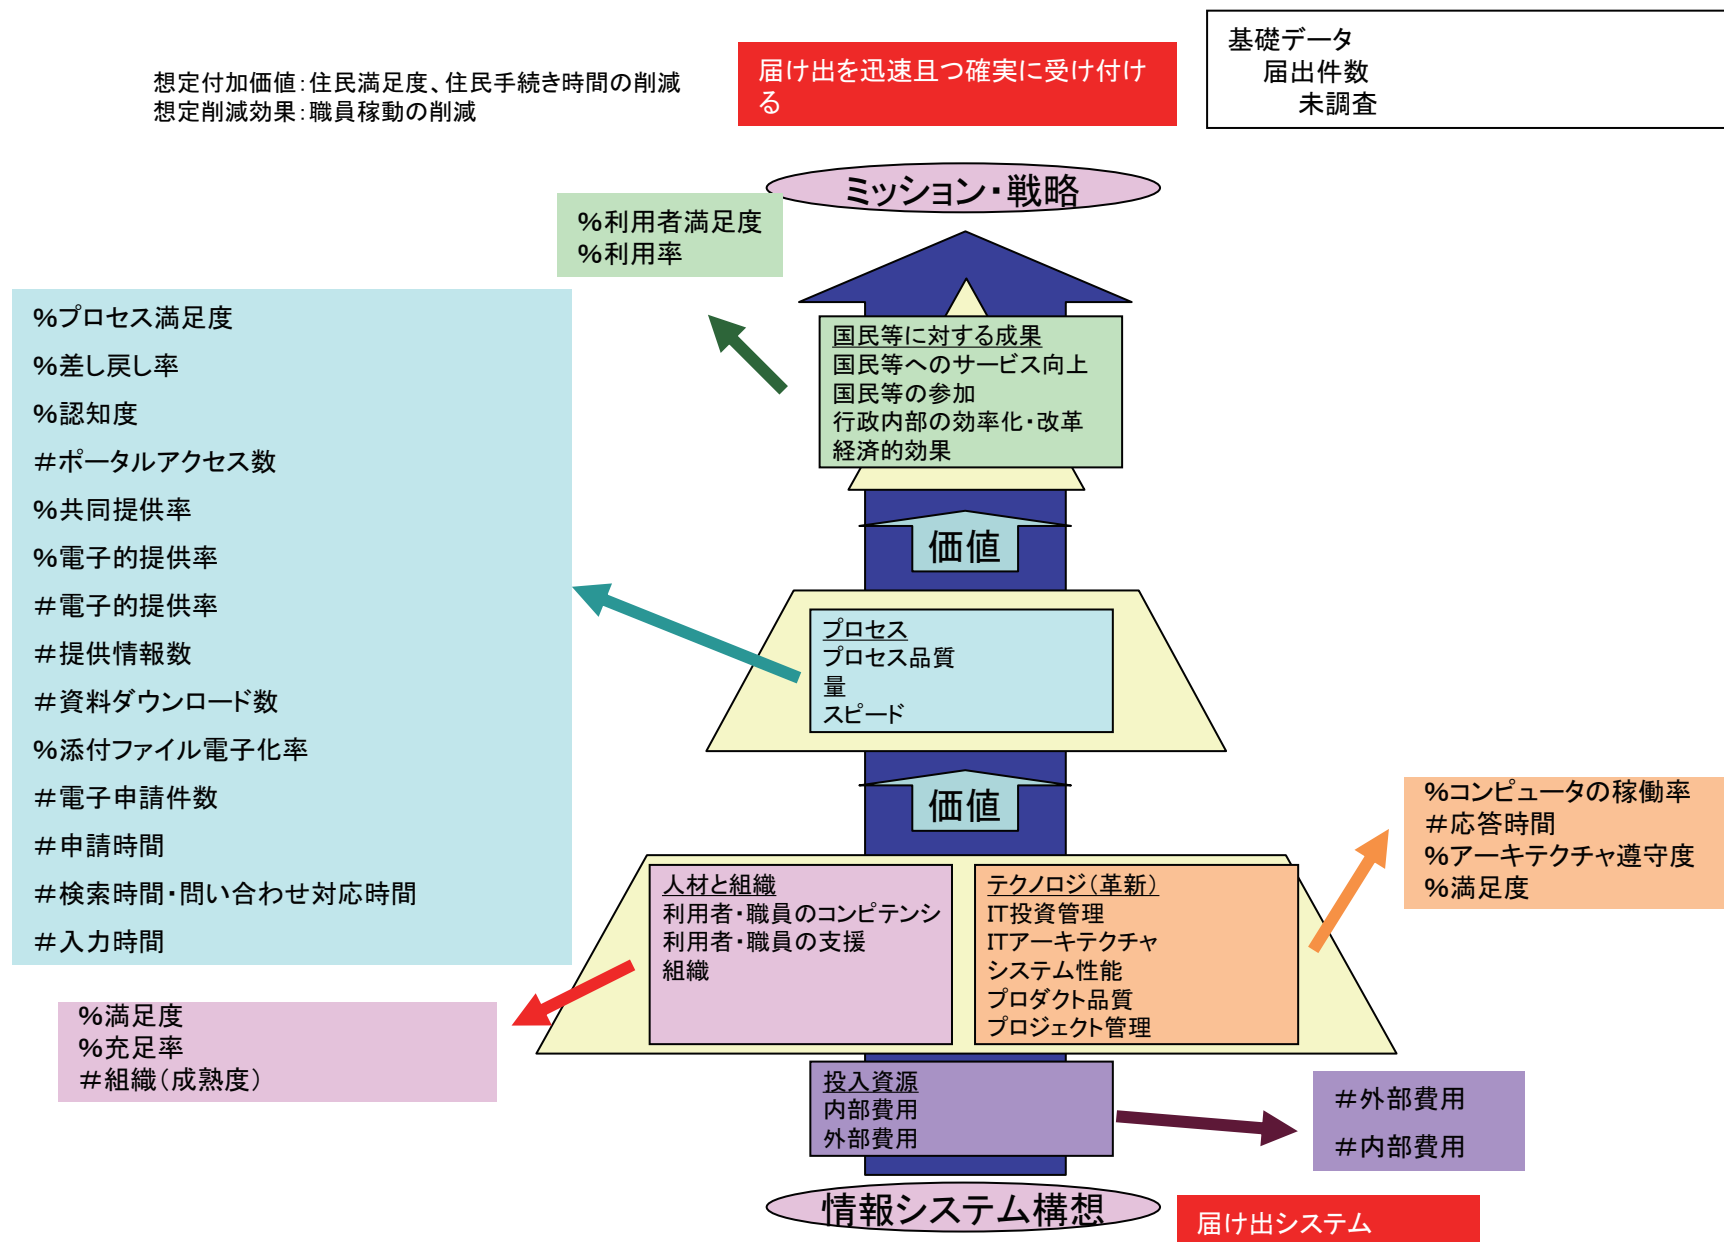 想定付加価値：住民満足度、住民手続き時間の削減
想定削減効果：職員稼動の削減
届け出を迅速且つ確実に受け付け
る
基礎データ
届出件数
未調査
ミッション・戦略
%利用者満足度
%利用率
国民等に対する成果
国民等へのサービス向上
国民等の参加
行政内部の効率化・改革
経済的効果
%プロセス満足度
%差し戻し率
%認知度
＃ポータルアクセス数
%共同提供率
%電子的提供率
＃電子的提供率
＃提供情報数
＃資料ダウンロード数
%添付ファイル電子化率
＃電子申請件数
＃申請時間
＃検索時間・問い合わせ対応時間
＃入力時間
価値
プロセス
プロセス品質
量
スピード
価値
%コンピュータの稼働率
＃応答時間
%アーキテクチャ遵守度
%満足度
人材と組織
利用者・職員のコンピテンシ
利用者・職員の支援
組織
テクノロジ（革新）
IT投資管理
ITアーキテクチャ
システム性能
プロダクト品質
プロジェクト管理
%満足度
%充足率
＃組織（成熟度）
投入資源
内部費用
外部費用
＃外部費用
＃内部費用
情報システム構想
届け出システム